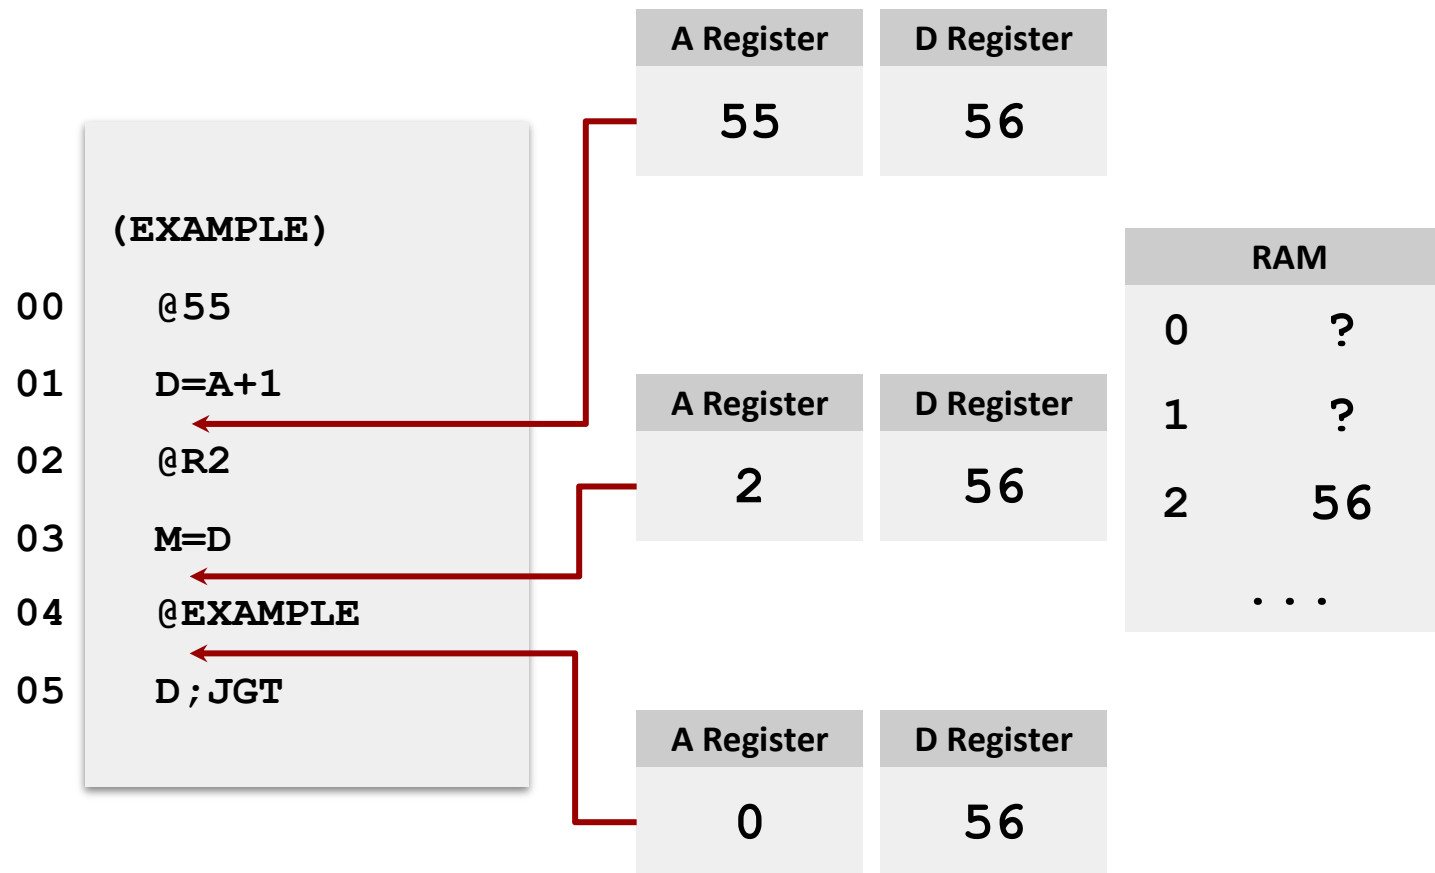 (EXAMPLE)
00 @55
01 D=A+1
02 @R2
03 M=D
04 @EXAMPLE
05 D;JGT
A Register D Register
55 56
A Register D Register
2 56
A Register D Register
0 56
RAM
0 ?
1 ?
2 56
...